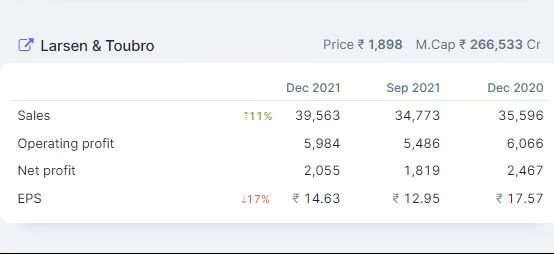 Larsen & Toubro Price ₹ 1,898 M.Cap ₹ 266,533 Cr
Dec 2021 Sep 2021 Dec 2020
Sales ⇡11% 39,563 34,773 35,596
Operating profit 5,984 5,486 6,066
Net profit 2,055 1,819 2,467
EPS ⇣17% ₹ 14.63 ₹ 12.95 ₹ 17.57